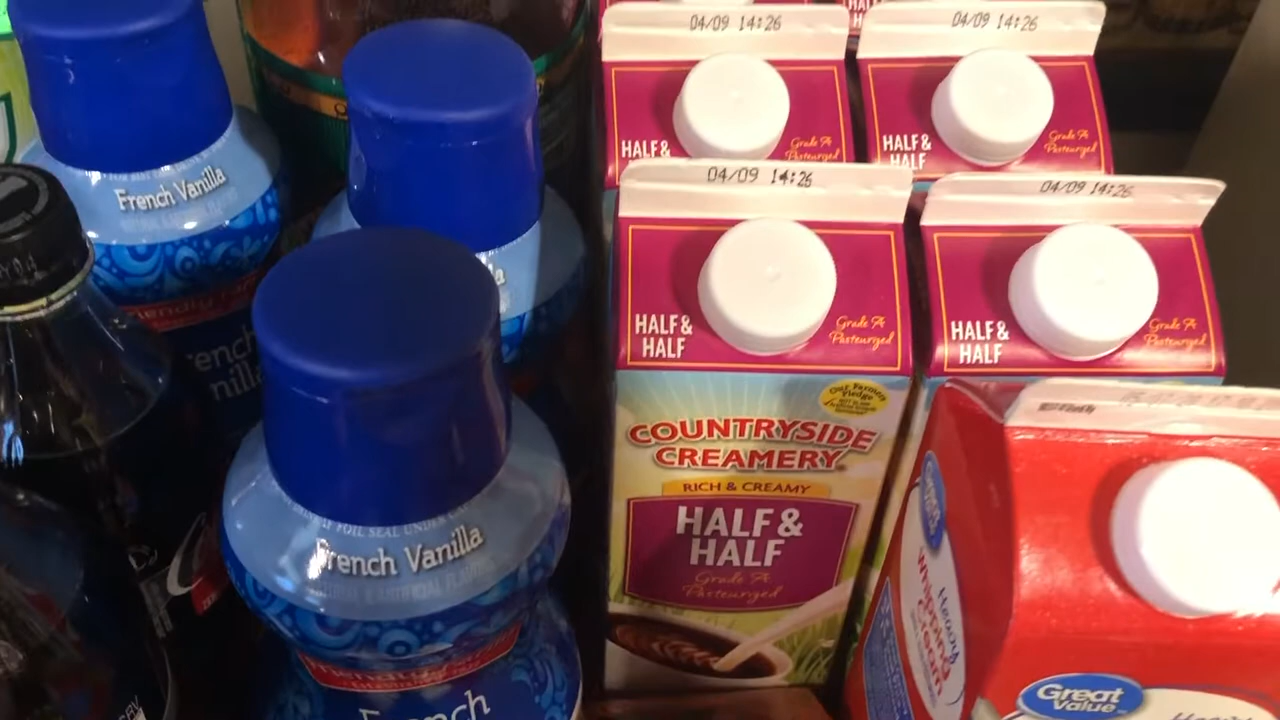 04/09 14:26
04/09 14:26
HALF &
HALF
Grade A
Pasteurized
HALF &
HALF
Grade A
Pasteurized
04/09 14:26
04/09 14:26
HALF &
HALF
Grade A
Pasteurized
HALF &
HALF
Grade A
Pasteurized
Our Farmers
Pledge
COUNTRYSIDE
CREAMERY
RICH & CREAMY
HALF &
HALF
Grade A
Pasteurized
French Vanilla
French Vanilla
French
Great
Value
Heavy
Whipping
Cream
Great
Value